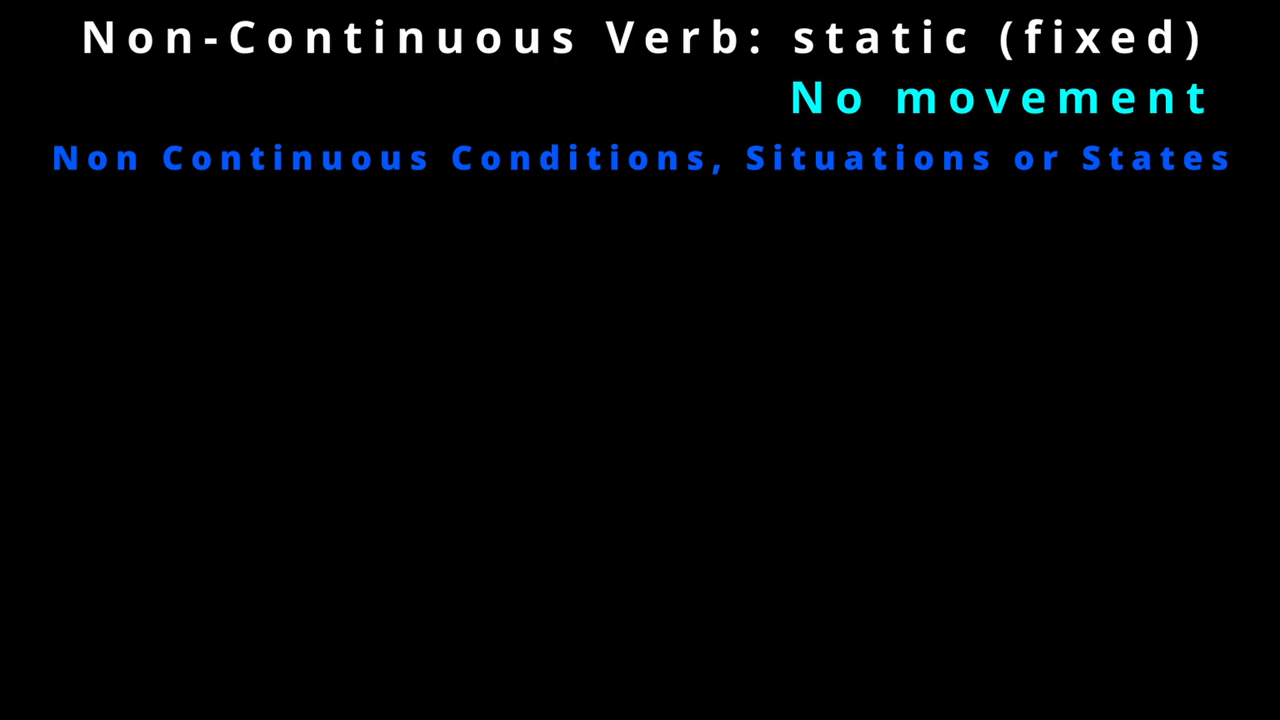 Non-Continuous Verb: static (fixed)
No movement
Non Continuous Conditions, Situations or States